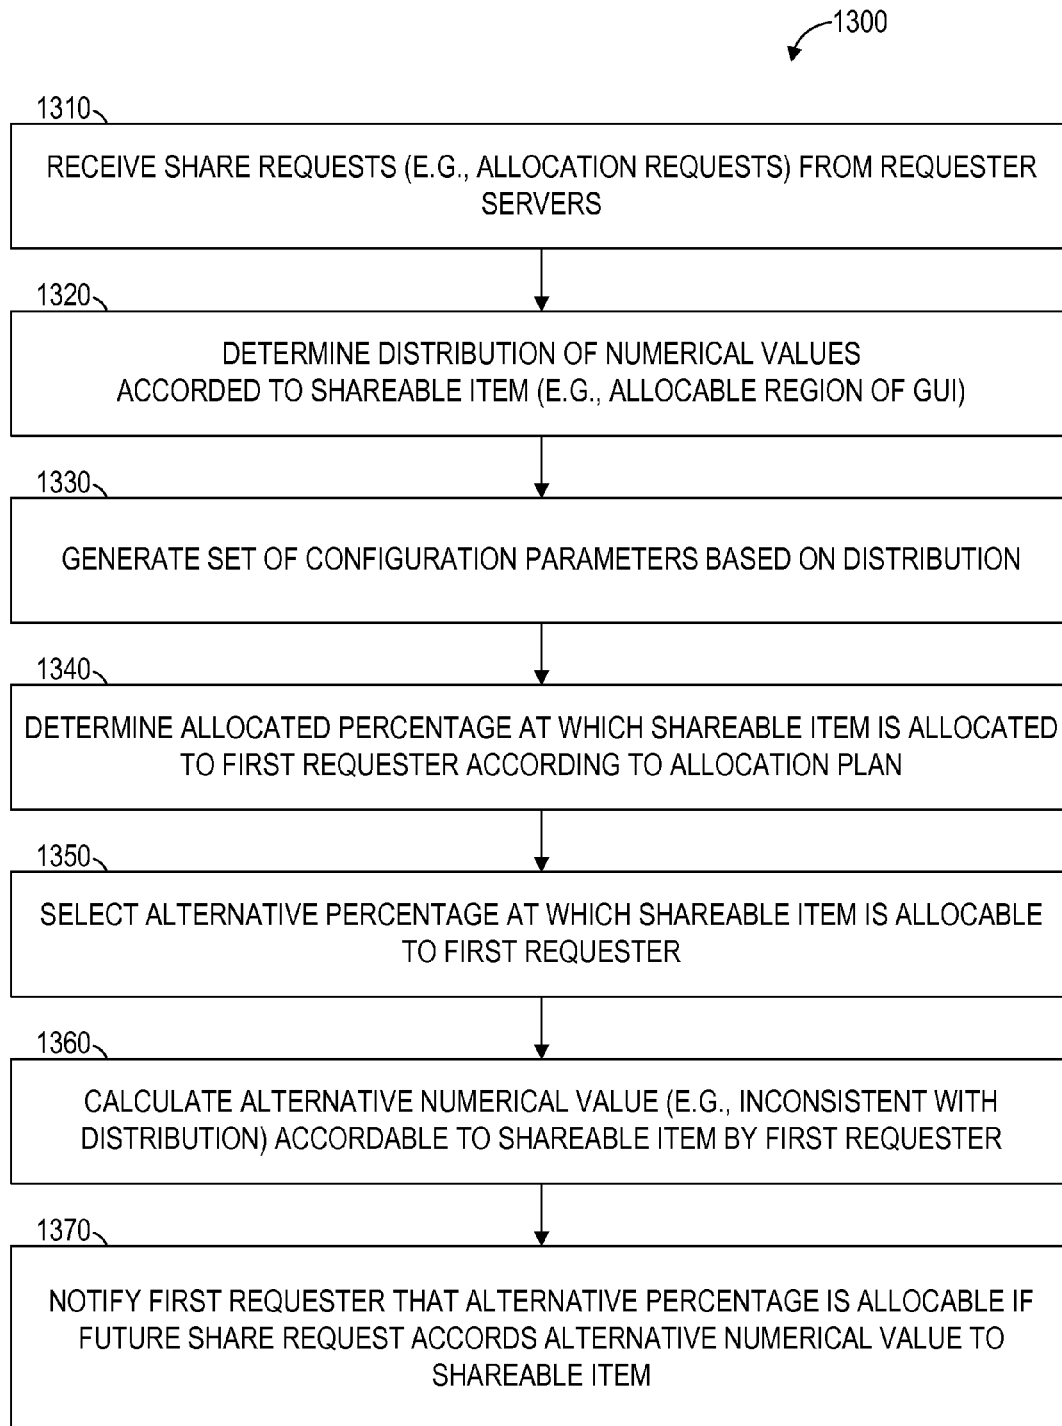 1300
1310
RECEIVE SHARE REQUESTS (E.G., ALLOCATION REQUESTS) FROM REQUESTER
SERVERS
1320
DETERMINE DISTRIBUTION OF NUMERICAL VALUES
ACCORDED TO SHAREABLE ITEM (E.G., ALLOCABLE REGION OF GUI)
1330
GENERATE SET OF CONFIGURATION PARAMETERS BASED ON DISTRIBUTION
1340
DETERMINE ALLOCATED PERCENTAGE AT WHICH SHAREABLE ITEM IS ALLOCATED
TO FIRST REQUESTER ACCORDING TO ALLOCATION PLAN
1350
SELECT ALTERNATIVE PERCENTAGE AT WHICH SHAREABLE ITEM IS ALLOCABLE
TO FIRST REQUESTER
1360
CALCULATE ALTERNATIVE NUMERICAL VALUE (E.G., INCONSISTENT WITH
DISTRIBUTION) ACCORDABLE TO SHAREABLE ITEM BY FIRST REQUESTER
1370
NOTIFY FIRST REQUESTER THAT ALTERNATIVE PERCENTAGE IS ALLOCABLE IF
FUTURE SHARE REQUEST ACCORDS ALTERNATIVE NUMERICAL VALUE TO
SHAREABLE ITEM